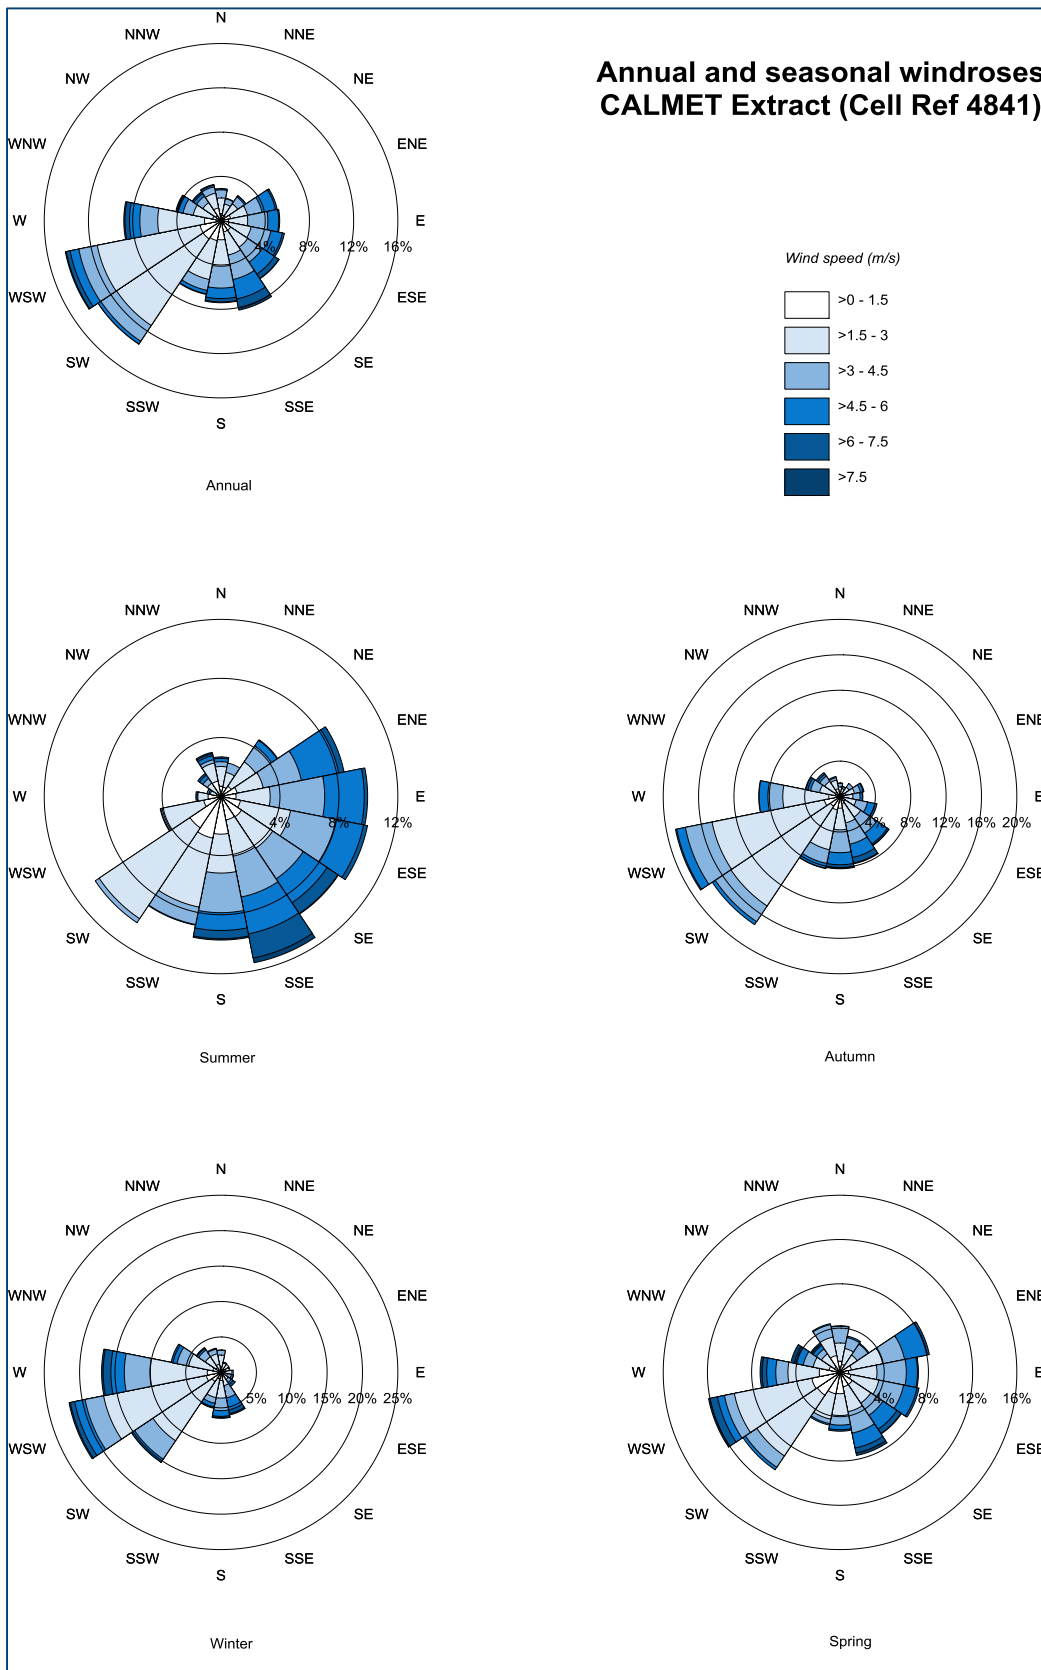 Annual and seasonal windroses
CALMET Extract (Cell Ref 4841)
N
NNW NNE
NW NE
WNW ENE
W E
4% 8% 12% 16%
WSW ESE
SW SE
SSW SSE
S
Annual
Wind speed (m/s)
>0 - 1.5
>1.5 - 3
>3 - 4.5
>4.5 - 6
>6 - 7.5
>7.5
N
NNW NNE
NW NE
WNW ENE
W E
4% 8% 12%
WSW ESE
SW SE
SSW SSE
S
Summer
N
NNW NNE
NW NE
WNW ENE
W E
4% 8% 12% 16% 20%
WSW ESE
SW SE
SSW SSE
S
Autumn
N
NNW NNE
NW NE
WNW ENE
W E
5% 10% 15% 20% 25%
WSW ESE
SW SE
SSW SSE
S
Winter
N
NNW NNE
NW NE
WNW ENE
W E
4% 8% 12% 16%
WSW ESE
SW SE
SSW SSE
S
Spring